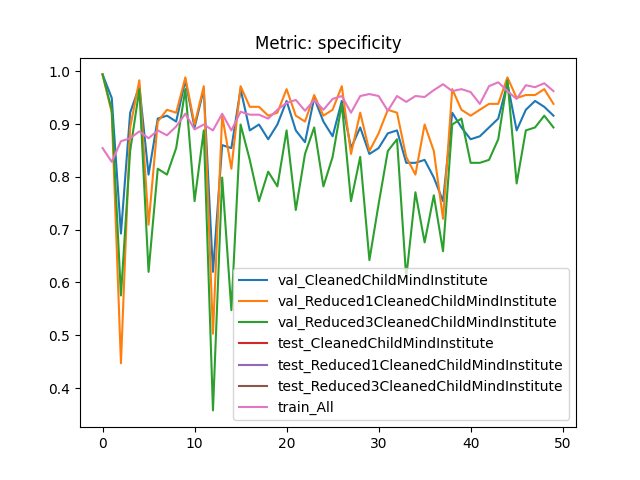 Metric: specificity
1.0
0.9
0.8
0.7
0.6
0.5
0.4
val_CleanedChildMindInstitute
val_Reduced1CleanedChildMindInstitute
val_Reduced3CleanedChildMindInstitute
test_CleanedChildMindInstitute
test_Reduced1CleanedChildMindInstitute
test_Reduced3CleanedChildMindInstitute
train_All
0 10 20 30 40 50